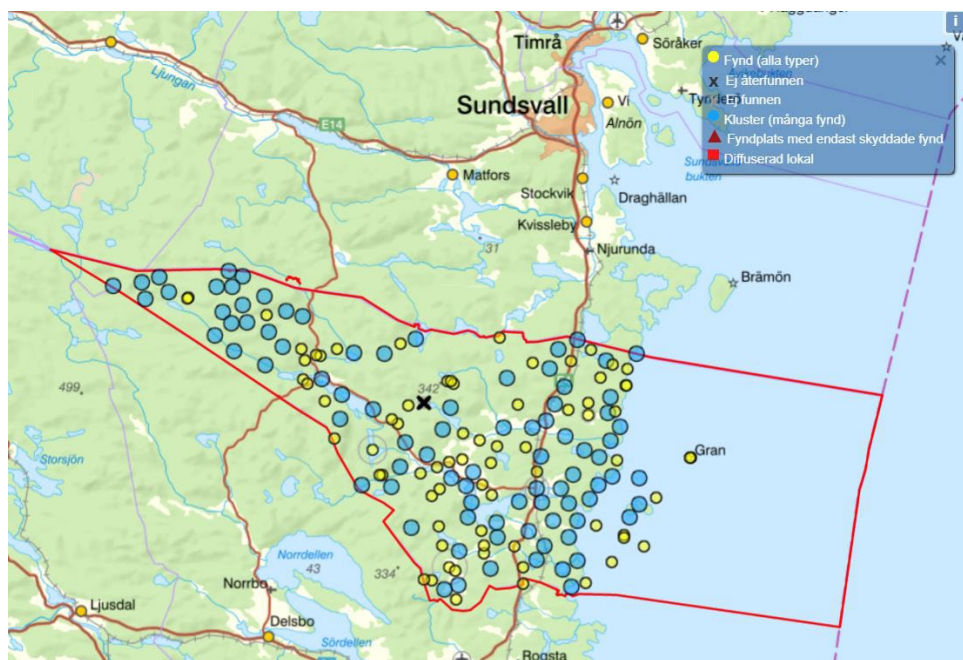 Timrå
Söråker
i
Fynd (alla typer)
Ej återfunnen
Ej funnen
Kluster (många fynd)
Fyndplats med endast skyddade fynd
Diffuserad lokal
Ljungan
E14
Sundsvall
Vi
Alnön
Matfors
Stockvik
bukten
Draghällan
Kvissleby
31
Njurunda
Brämön
499
342
Gran
Storsjön
Norrdellen
43
334
Norrbo
Ljusdal
Delsbo
Sördellen
Rogsta